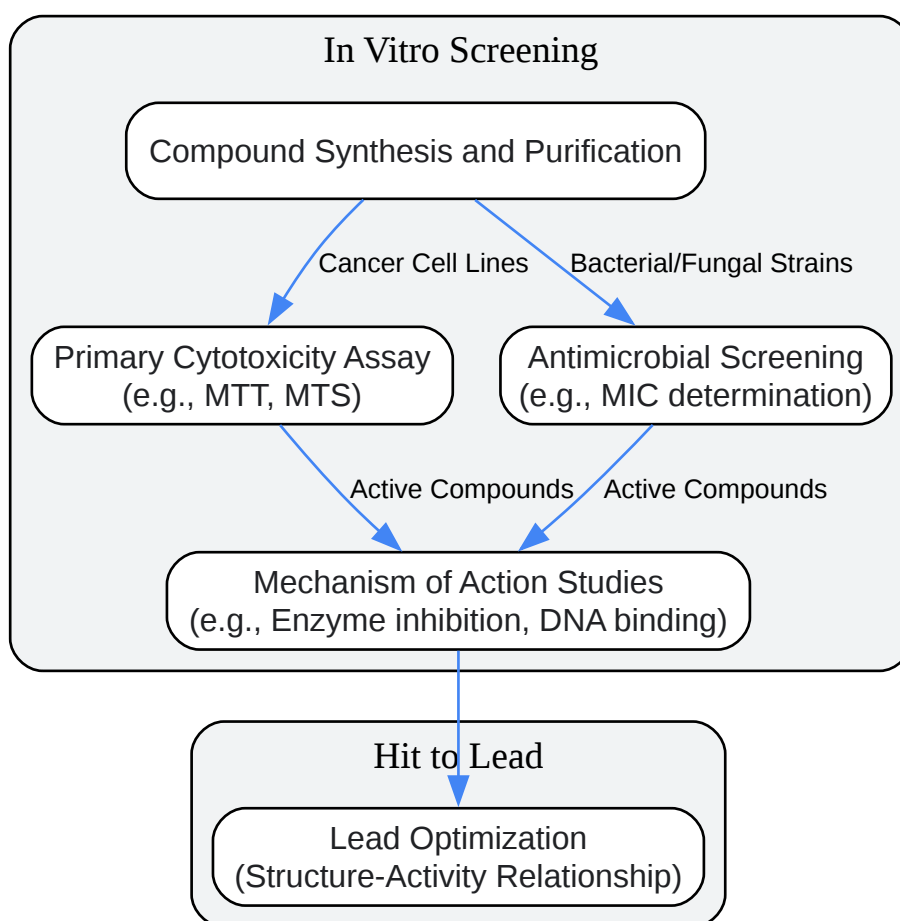 In Vitro Screening
Compound Synthesis and Purification
Cancer Cell Lines
Bacterial/Fungal Strains
Primary Cytotoxicity Assay
(e.g., MTT, MTS)
Antimicrobial Screening
(e.g., MIC determination)
Active Compounds
Active Compounds
Mechanism of Action Studies
(e.g., Enzyme inhibition, DNA binding)
Hit to Lead
Lead Optimization
(Structure-Activity Relationship)